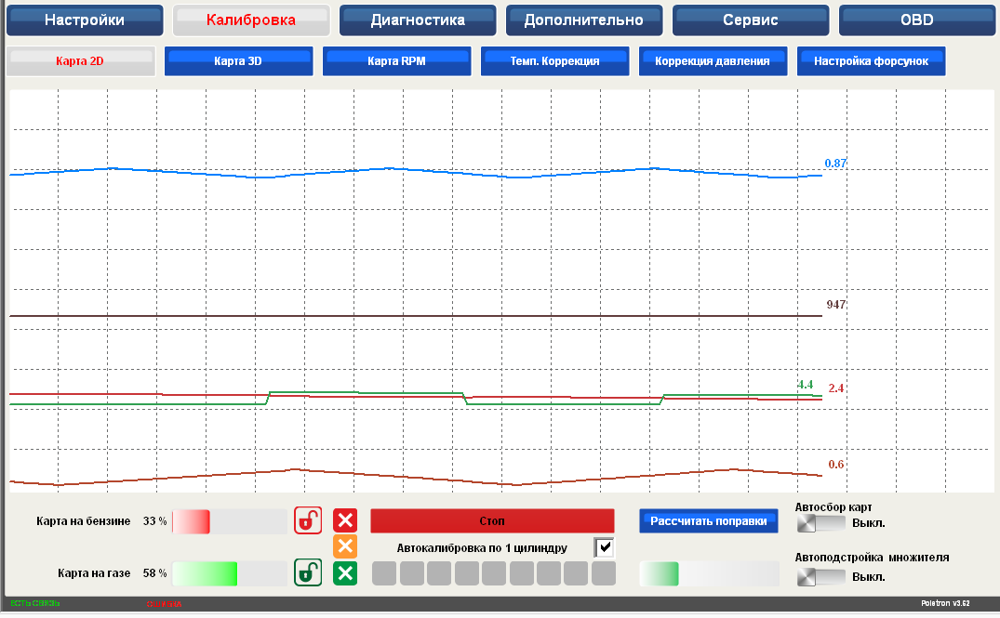 Настройки
Калибровка
Диагностика
Дополнительно
Сервис
OBD
Карта 2D
Карта 3D
Карта RPM
Темп. Коррекция
Коррекция давления
Настройка форсунок
0.87
947
4.4
2.4
0.6
Карта на бензине 33 %
Стоп
Рассчитать поправки
Автосбор карт
Выкл.
Автокалибровка по 1 цилиндру
Карта на газе 58 %
Автоподстройка множителя
Выкл.
ЕСТЬ СВЯЗЬ
Poletron v3.62